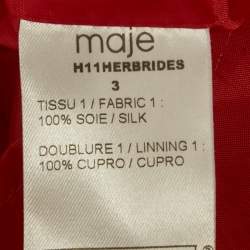 maje
H11HERBRIDES
3
TISSU 1 / FABRIC 1 :
100% SOIE / SILK
DOUBLURE 1 / LINNING 1 :
100% CUPRO / CUPRO